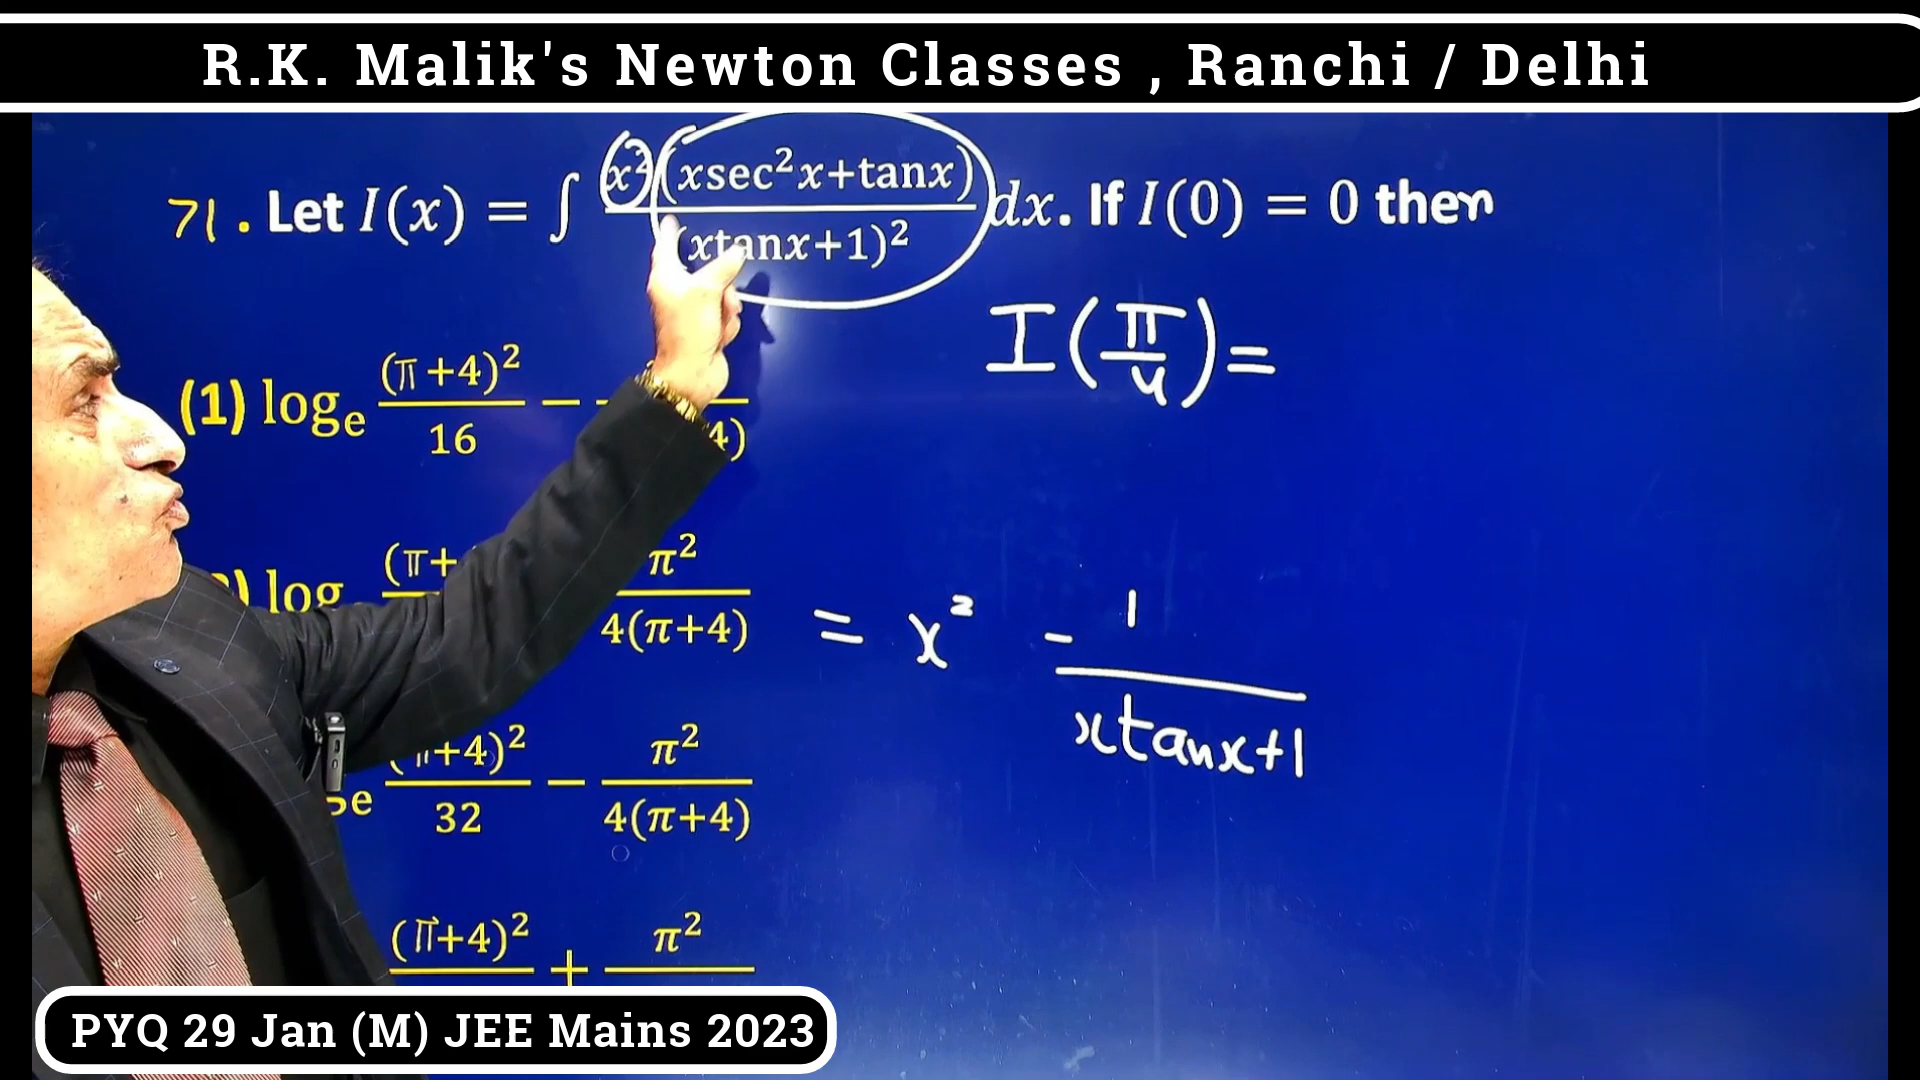 R.K. Malik's Newton Classes , Ranchi / Delhi
71. Let I(x) = ∫ x²(xsec²x+tanx)/(xtanx+1)² dx. If I(0) = 0 then
I(π/4)=
(1) logₑ (π+4)²/16 −
4)
) log (π+ π²/4(π+4)
= x² -1/xtanx+1
e (π+4)²/32 − π²/4(π+4)
(π+4)² + π²
PYQ 29 Jan (M) JEE Mains 2023